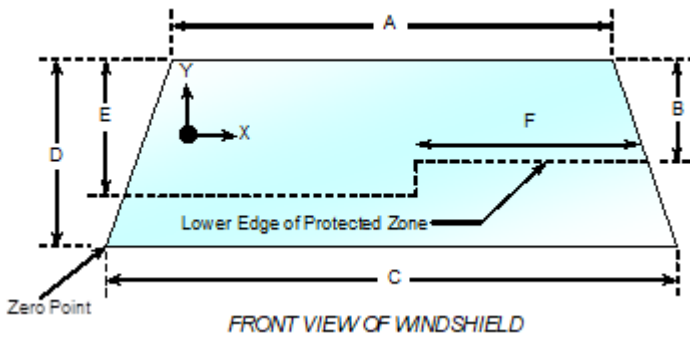 A
Y
E
B
X
F
D
Lower Edge of Protected Zone
C
Zero Point
FRONT VIEW OF WINDSHIELD